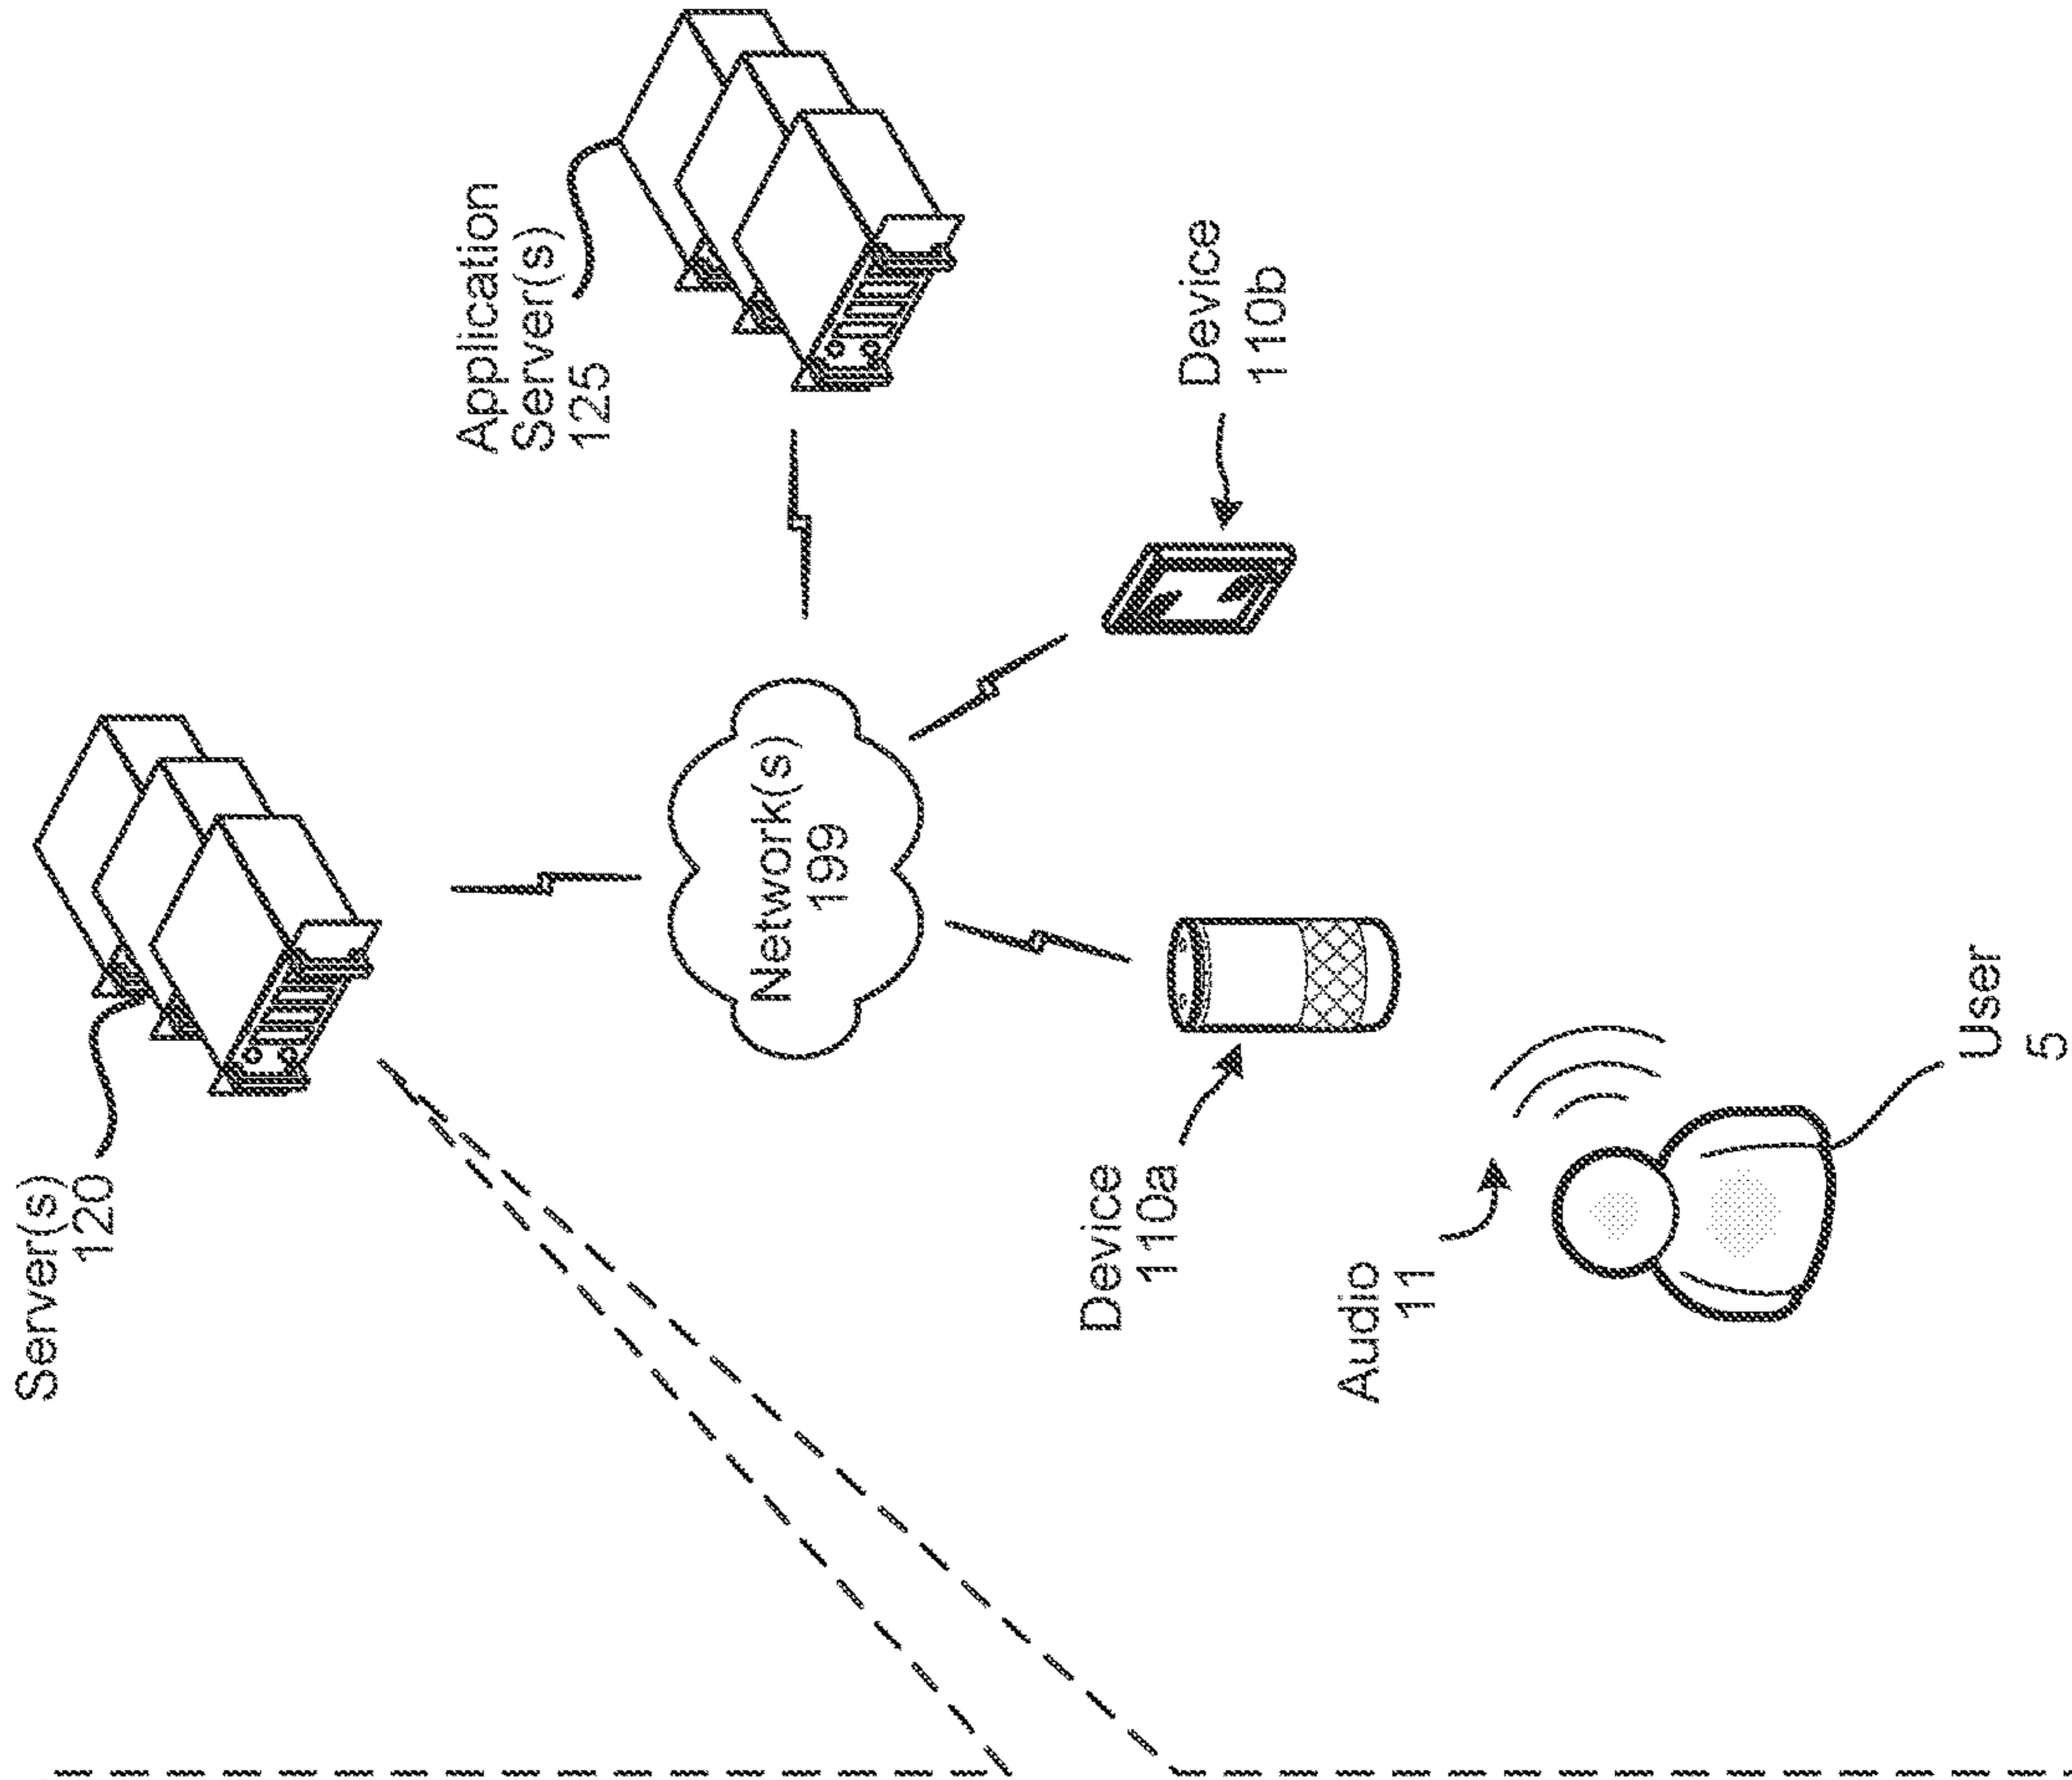 Server(s)
120
Application
Server(s)
125
Network(s)
199
Device
110a
Device
110b
Audio
11
User
5